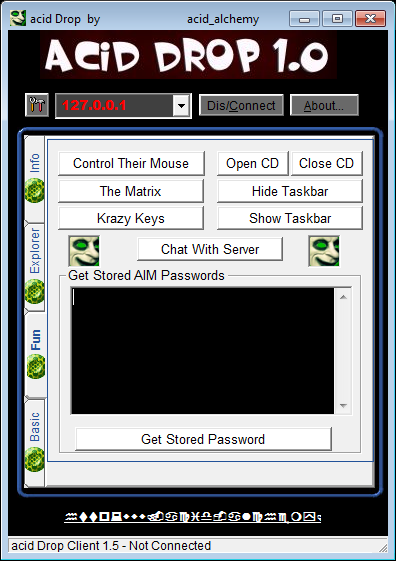 acid Drop by acid_alchemy
ACiD DROP 1.0
127.0.0.1 Dis/Connect About...
Info
Explorer
Fun
Basic
Control Their Mouse Open CD Close CD
The Matrix Hide Taskbar
Krazy Keys Show Taskbar
Chat With Server
Get Stored AIM Passwords
Get Stored Password
acid Drop Client 1.5 - Not Connected